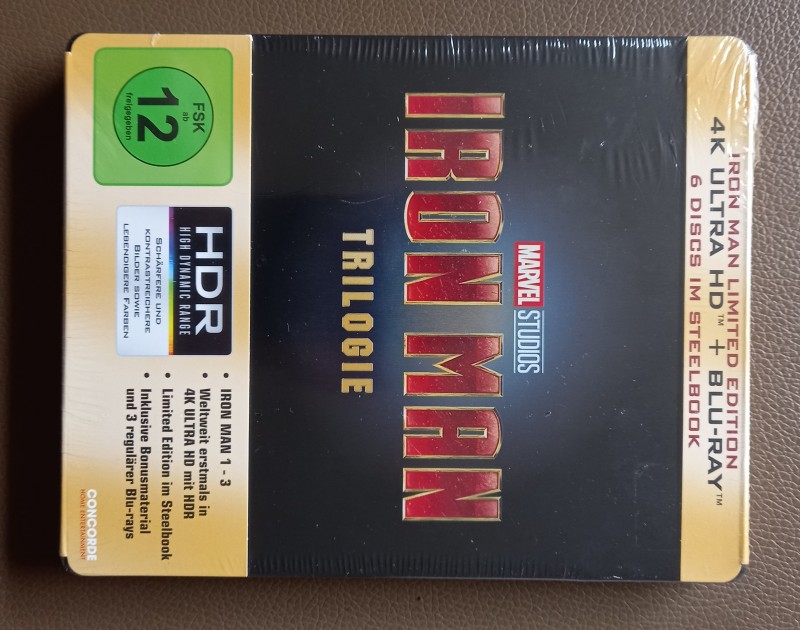 IRON MAN LIMITED EDITION
4K ULTRA HD™ + BLU-RAY™
6 DISCS IM STEELBOOK
MARVEL STUDIOS
IRON MAN
TRILOGIE
FSK
ab
12
freigegeben
HDR
HIGH DYNAMIC RANGE
SCHÄRFERE UND
KONTRASTREICHERE
BILDER SOWIE
LEBENDIGERE FARBEN
• IRON MAN 1 - 3
• Weltweit erstmals in
4K ULTRA HD mit HDR
• Limited Edition im Steelbook
• Inklusive Bonusmaterial
und 3 regulärer Blu-rays
CONCORDE
HOME ENTERTAINMENT